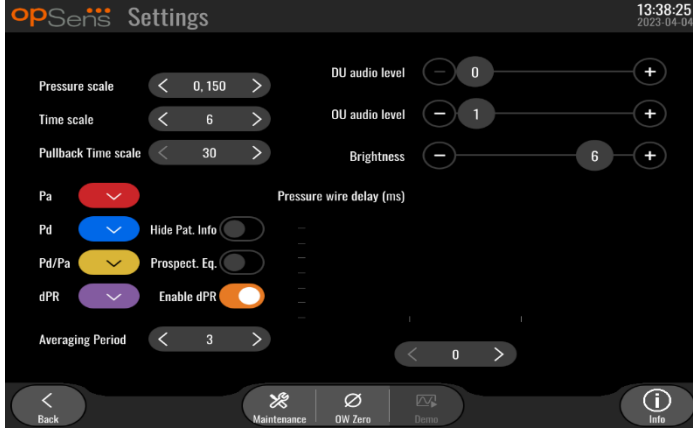 opSens Settings
13:38:25
2023-04-04
Pressure scale 0, 150
Time scale 6
Pullback Time scale 30
DU audio level 0
OU audio level 1
Brightness 6
Pa
Pd
Pd/Pa
dPR
Hide Pat. Info
Prospect. Eq.
Enable dPR
Averaging Period 3
Pressure wire delay (ms)
0
Back
Maintenance
OW Zero
Demo
Info